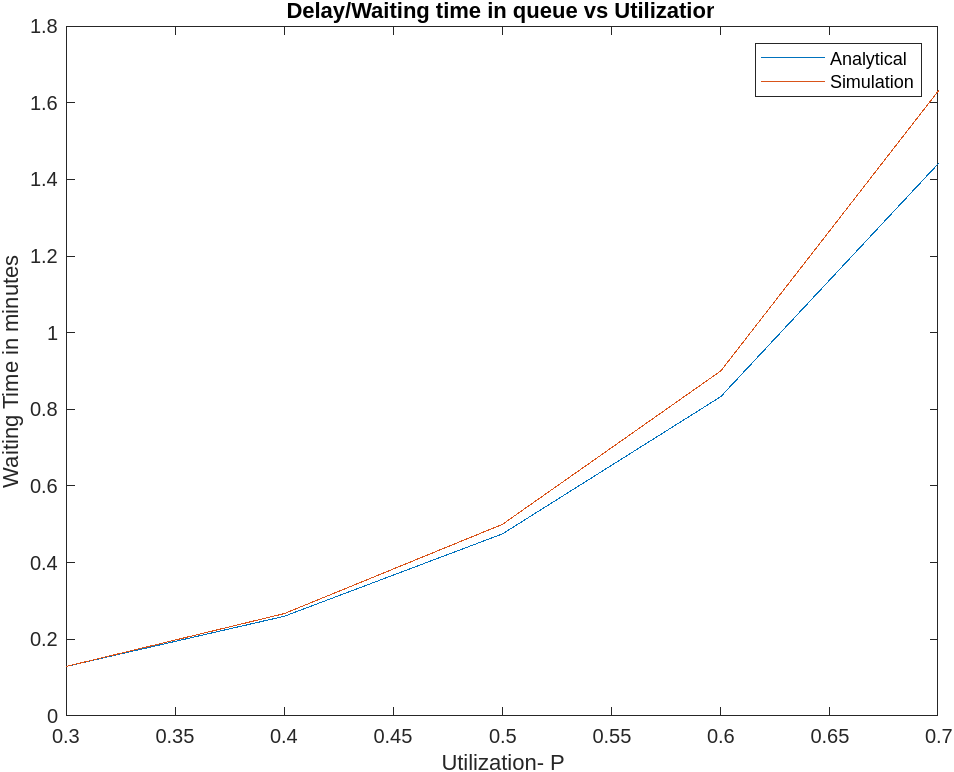 Delay/Waiting time in queue vs Utilizatior
Analytical
Simulation
1.8
1.6
1.4
1.2
1
0.8
0.6
0.4
0.2
0
Waiting Time in minutes
0.3 0.35 0.4 0.45 0.5 0.55 0.6 0.65 0.7
Utilization- P